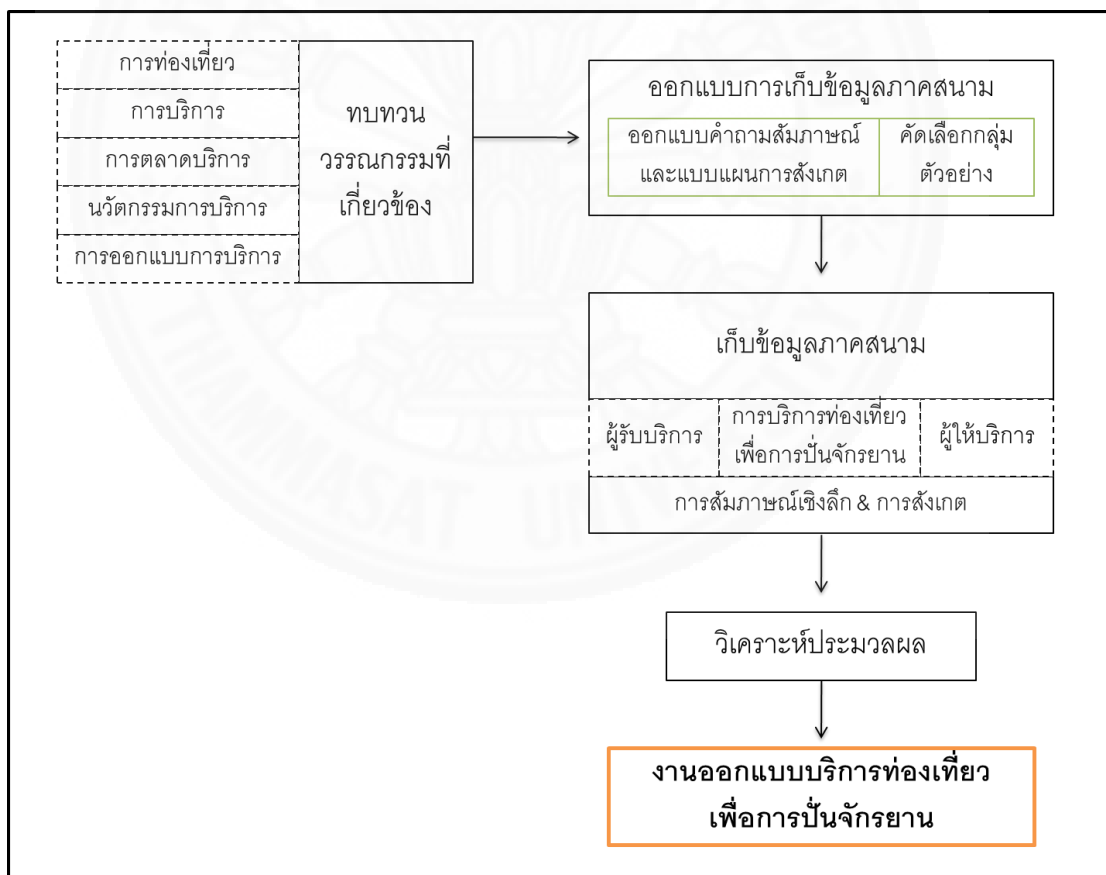 การท่องเที่ยว
การบริการ
การตลาดบริการ
นวัตกรรมการบริการ
การออกแบบการบริการ
ทบทวน
วรรณกรรมที่
เกี่ยวข้อง
ออกแบบการเก็บข้อมูลภาคสนาม
ออกแบบคำถามสัมภาษณ์
และแบบแผนการสังเกต
คัดเลือกกลุ่ม
ตัวอย่าง
เก็บข้อมูลภาคสนาม
ผู้รับบริการ
การบริการท่องเที่ยว
เพื่อการปั่นจักรยาน
ผู้ให้บริการ
การสัมภาษณ์เชิงลึก & การสังเกต
วิเคราะห์ประมวลผล
งานออกแบบบริการท่องเที่ยว
เพื่อการปั่นจักรยาน
THAMMASAT UNI